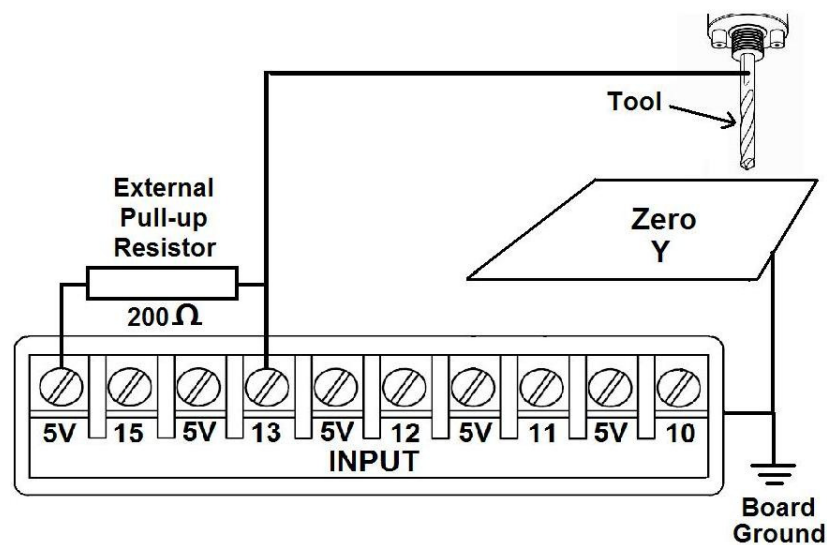 Tool
External
Pull-up
Resistor
Zero
Y
200Ω
5V 15 5V 13 5V 12 5V 11 5V 10
INPUT
Board
Ground